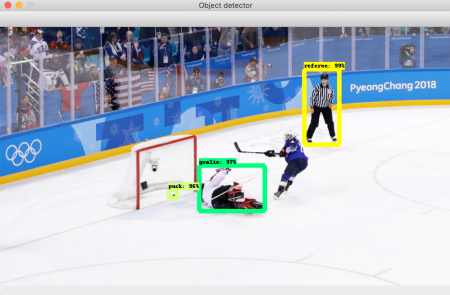 Object detector
referee: 99%
PyeongChang 2018
goalie: 97%
puck: 96%